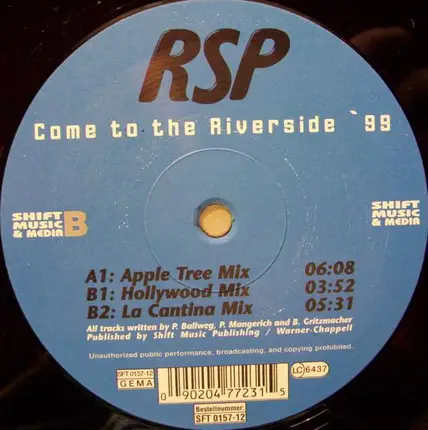 RSP
Come to the Riverside `99
SHIFT
MUSIC
& MEDIA
B
SHIFT
MUSIC
& MEDIA
A1: Apple Tree Mix 06:08
B1: Hollywood Mix 03:52
B2: La Cantina Mix 05:31
All tracks written by P. Ballweg, P. Mangerich and B. Gritzmacher
Published by Shift Music Publishing / Warner-Chappell
Unauthorized public performance, broadcasting, and copying prohibited.
SFT 0157-12
GEMA
0 90204 77231 5
LC 6437
Bestellnummer
SFT 0157-12